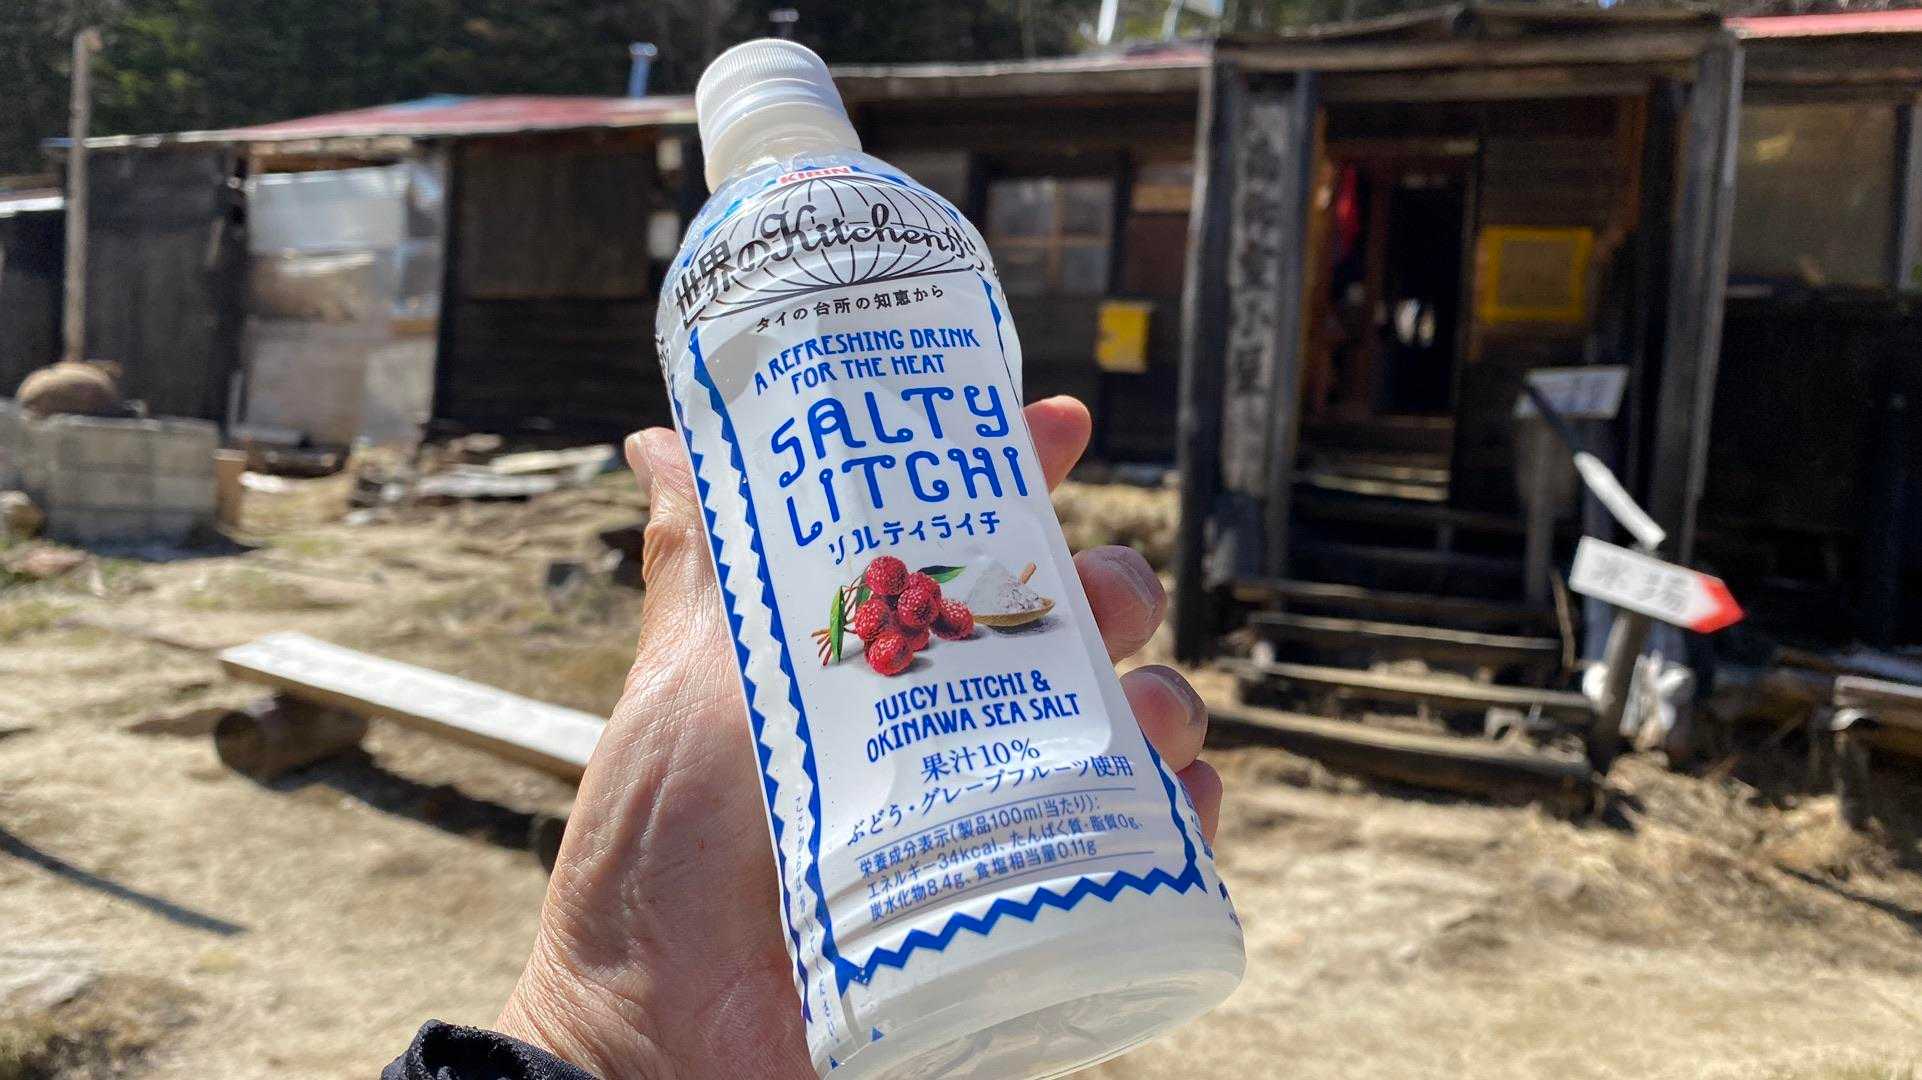 KIRIN
世界のKitchenから
タイの台所の知恵から
A REFRESHING DRINK
FOR THE HEAT
SALTY
LITCHI
ソルティライチ
JUICY LITCHI &
OKINAWA SEA SALT
果汁10%
ぶどう・グレープフルーツ使用
栄養成分表示(製品100ml当たり):
エネルギー34kcal、たんぱく質・脂質0g、
炭水化物8.4g、食塩相当量0.11g
水場